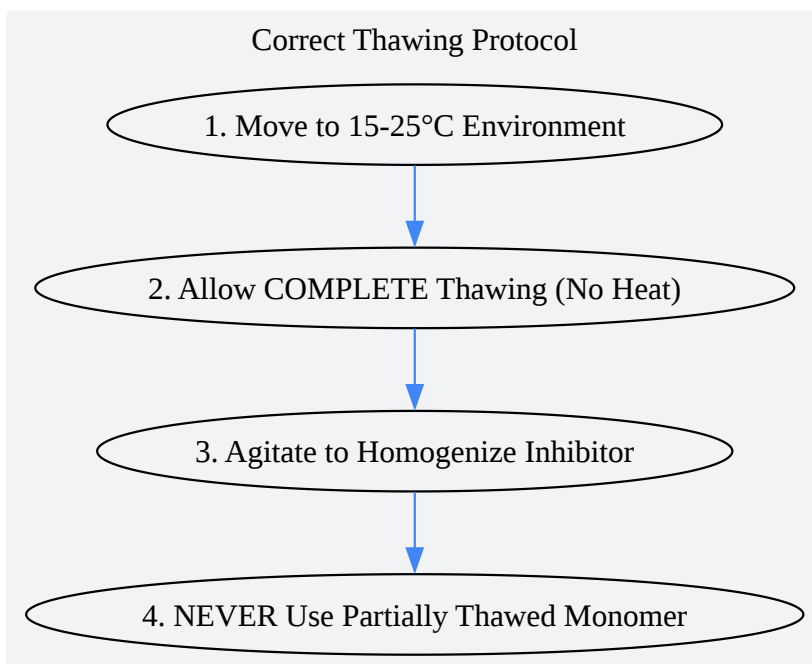 Correct Thawing Protocol
1. Move to 15-25°C Environment
2. Allow COMPLETE Thawing (No Heat)
3. Agitate to Homogenize Inhibitor
4. NEVER Use Partially Thawed Monomer